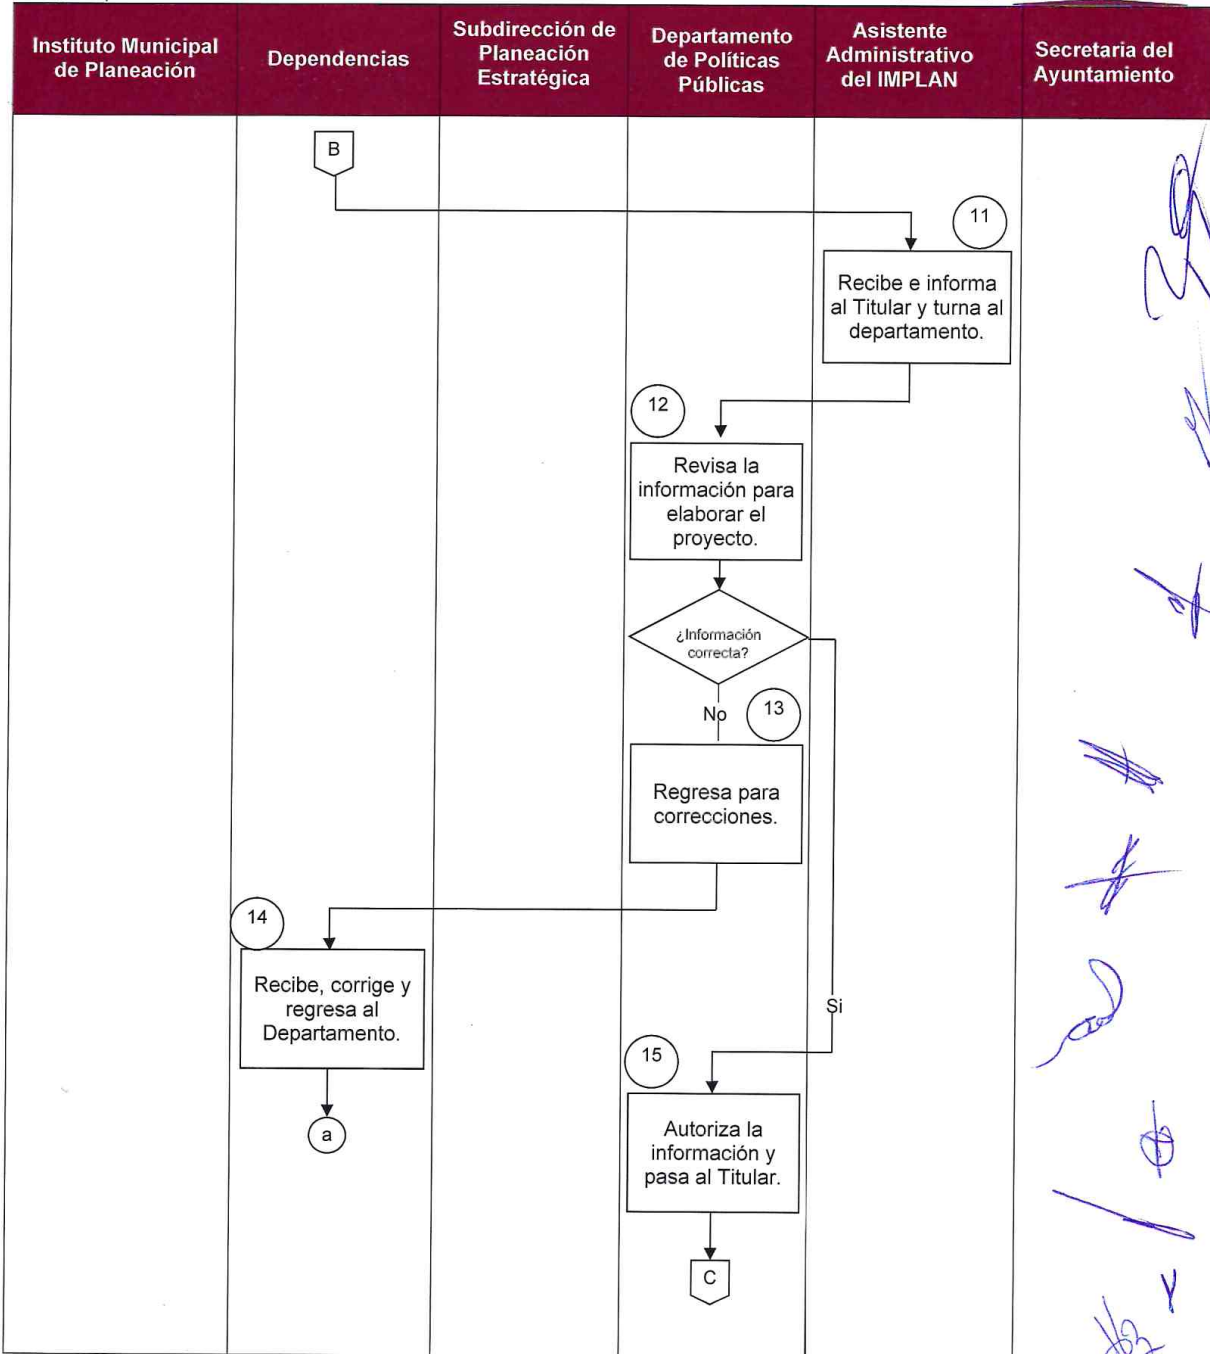 Instituto Municipal
de Planeación
Dependencias
Subdirección de
Planeación
Estratégica
Departamento
de Políticas
Públicas
Asistente
Administrativo
del IMPLAN
Secretaria del
Ayuntamiento
B
11
Recibe e informa
al Titular y turna al
departamento.
12
Revisa la
información para
elaborar el
proyecto.
¿Información
correcta?
No
13
Regresa para
correcciones.
14
Recibe, corrige y
regresa al
Departamento.
a
Si
15
Autoriza la
información y
pasa al Titular.
C